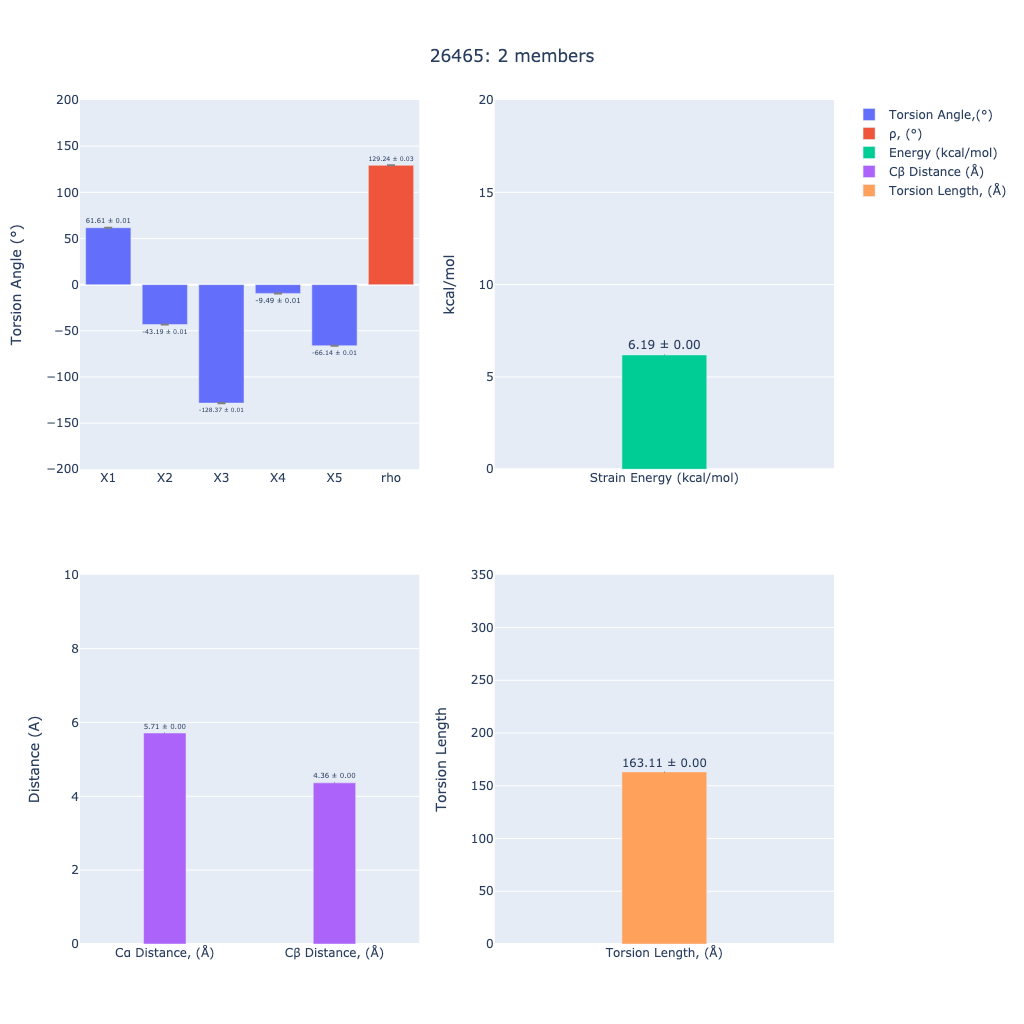 26465: 2 members
Torsion Angle (°)
200
150
100
50
0
−50
−100
−150
−200
61.61 ± 0.01
-43.19 ± 0.01
-128.37 ± 0.01
-9.49 ± 0.01
-66.14 ± 0.01
129.24 ± 0.03
X1
X2
X3
X4
X5
rho
kcal/mol
20
15
10
5
0
6.19 ± 0.00
Strain Energy (kcal/mol)
Torsion Angle,(°)
ρ, (°)
Energy (kcal/mol)
Cβ Distance (Å)
Torsion Length, (Å)
Distance (A)
10
8
6
4
2
0
5.71 ± 0.00
4.36 ± 0.00
Cα Distance, (Å)
Cβ Distance, (Å)
Torsion Length
350
300
250
200
150
100
50
0
163.11 ± 0.00
Torsion Length, (Å)